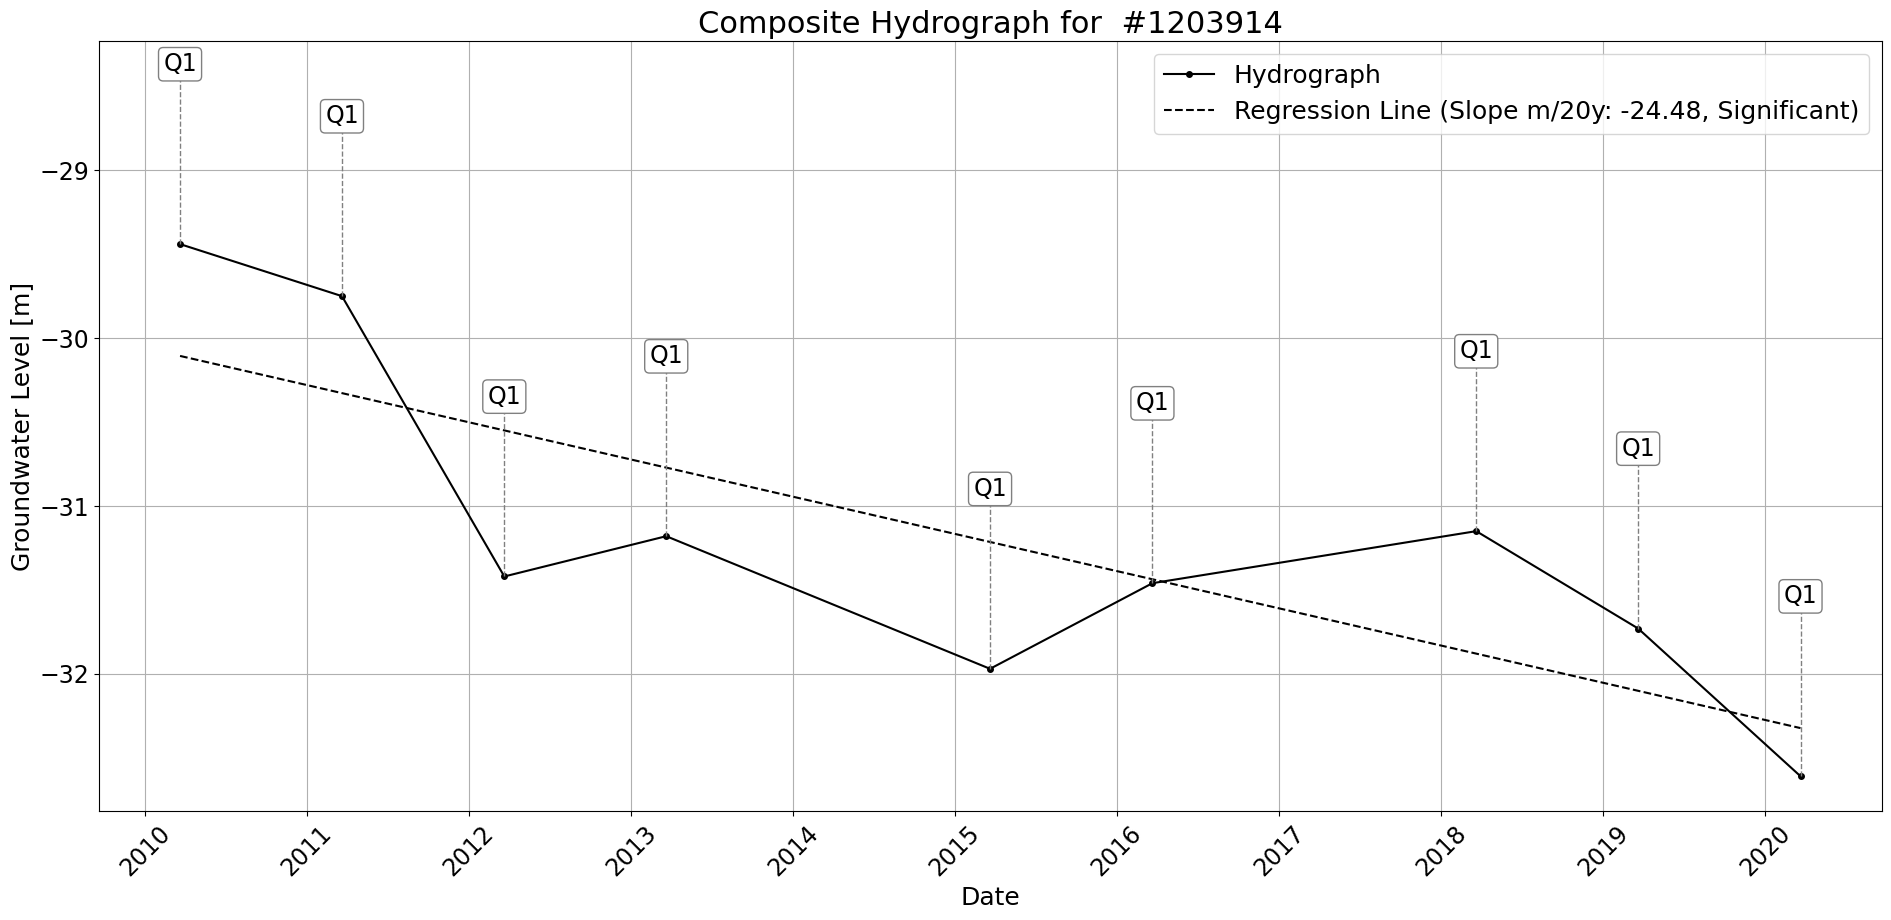 Composite Hydrograph for  #1203914
Hydrograph
Regression Line (Slope m/20y: -24.48, Significant)
Q1
Q1
Q1
Q1
Q1
Q1
Q1
Q1
Q1
Groundwater Level [m]
−29
−30
−31
−32
2010
2011
2012
2013
2014
2015
2016
2017
2018
2019
2020
Date